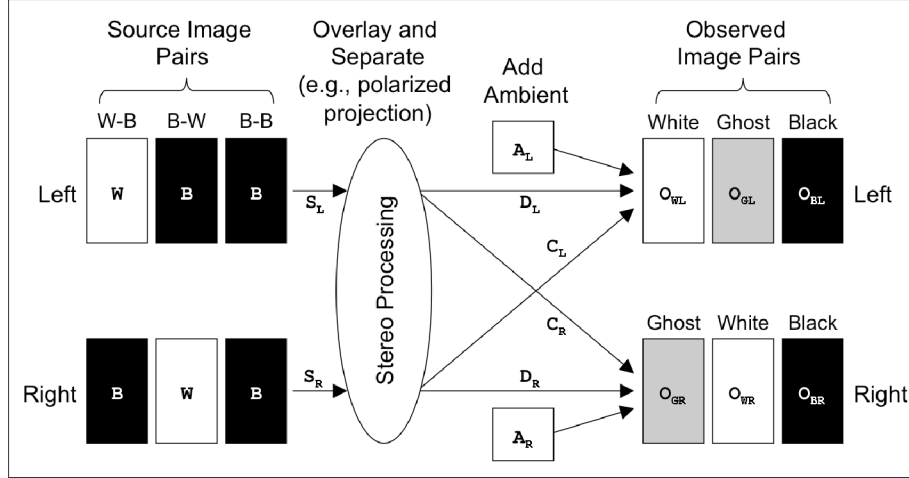 Source Image
Pairs
Overlay and
Separate
(e.g., polarized
projection)
Add
Ambient
Observed
Image Pairs
W-B B-W B-B
White Ghost Black
Left W B B
S_L
Stereo Processing
A_L
D_L
O_WL O_GL O_BL Left
C_L
C_R
Ghost White Black
Right B W B
S_R
D_R
A_R
O_GR O_WR O_BR Right